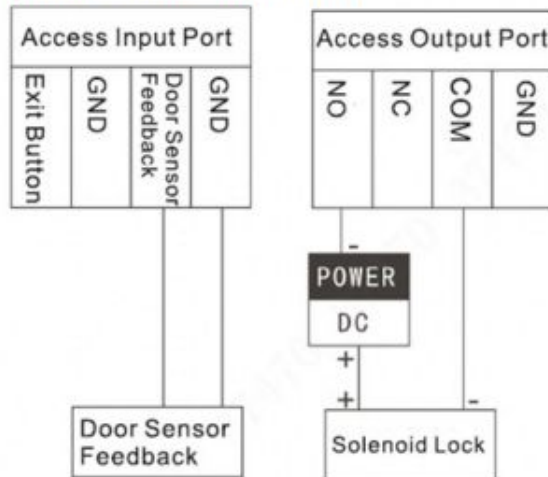 Access Input Port
Exit Button
GND
Door Sensor
Feedback
GND
Door Sensor
Feedback
Access Output Port
NO
NC
COM
GND
-
POWER
DC
+
+
-
Solenoid Lock